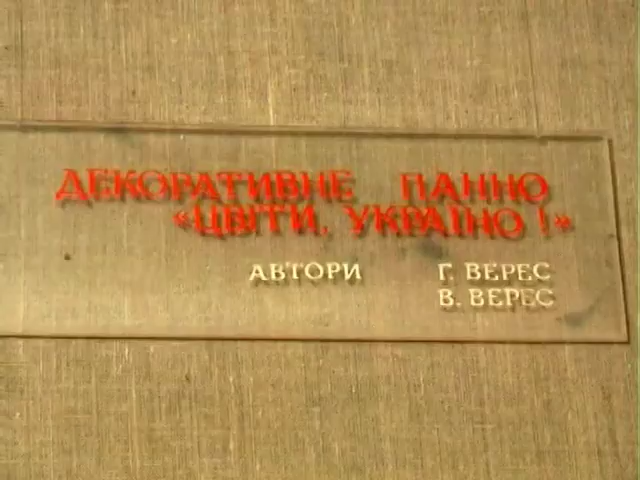 ДЕКОРАТИВНЕ ПАННО
«ЦВІТИ, УКРАЇНО!»
АВТОРИ Г. ВЕРЕС
В. ВЕРЕС